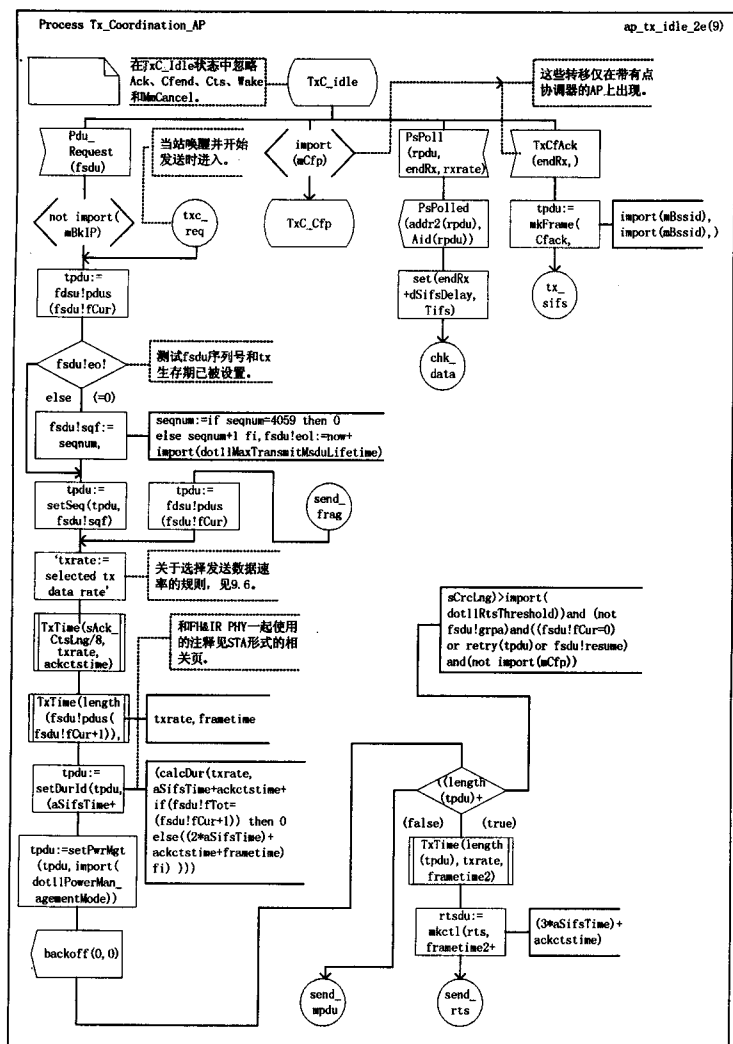 Process Tx_Coordination_AP
ap_tx_idle_2e(9)
在TxC_Idle状态中忽略
Ack、Cfend、Cts、Wake
和MmCancel。
TxC_idle
这些转移仅在带有点
协调器的AP上出现。
Pdu_
Request
(fsdu)
当站唤醒并开始
发送时进入。
import
(mCfp)
PsPoll
(rpdu,
endRx,rxrate)
TxCfAck
(endRx,)
not import(
mBkIP)
txc_
req
TxC_Cfp
PsPolled
(addr2(rpdu),
Aid(rpdu))
tpdu:=
mkFrame(
Cfack,
import(mBssid),
import(mBssid),)
tpdu:=
fdsu!pdus
(fsdu!fCur)
set(endRx
+dSifsDelay,
Tifs)
tx_
sifs
fsdu!eo!
测试fsdu序列号和tx
生存期已被设置。
chk_
data
else
(=0)
fsdu!sqf:=
seqnum,
seqnum:=if seqnum=4059 then 0
else seqnum+1 fi,fsdu!eol:=now+
import(dot11MaxTransmitMsduLifetime)
tpdu:=
setSeq(tpdu,
fsdu!sqf)
tpdu:=
fdsu!pdus
(fsdu!fCur)
send_
frag
'txrate:=
selected tx
data rate'
关于选择发送数据速
率的规则，见9.6。
sCrcLng)>import(
dot11RtsThreshold))and (not
fsdu!grpa)and((fsdu!fCur=0)
or retry(tpdu)or fsdu!resume)
and(not import(mCfp))
TxTime(sAck_
CtsLng/8,
txrate,
ackctstime)
和FH&IR PHY一起使用
的注释见STA形式的相
关页。
TxTime(length
(fsdu!pdus(
fsdu!fCur+1)),
txrate,frametime
tpdu:=
setDurId(tpdu,
(aSifsTime+
(calcDur(txrate,
aSifsTime+ackctstime+
if(fsdu!fTot=
(fsdu!fCur+1)) then 0
else((2*aSifsTime)+
ackctstime+frametime)
fi) )))
((length
(tpdu)+
(false)
(true)
tpdu:=setPwrMgt
(tpdu,import(
dot11PowerMan_
agementMode))
TxTime(length
(tpdu),txrate,
frametime2)
backoff(0,0)
rtsdu:=
mkctl(rts,
frametime2+
(3*aSifsTime)+
ackctstime)
send_
mpdu
send_
rts